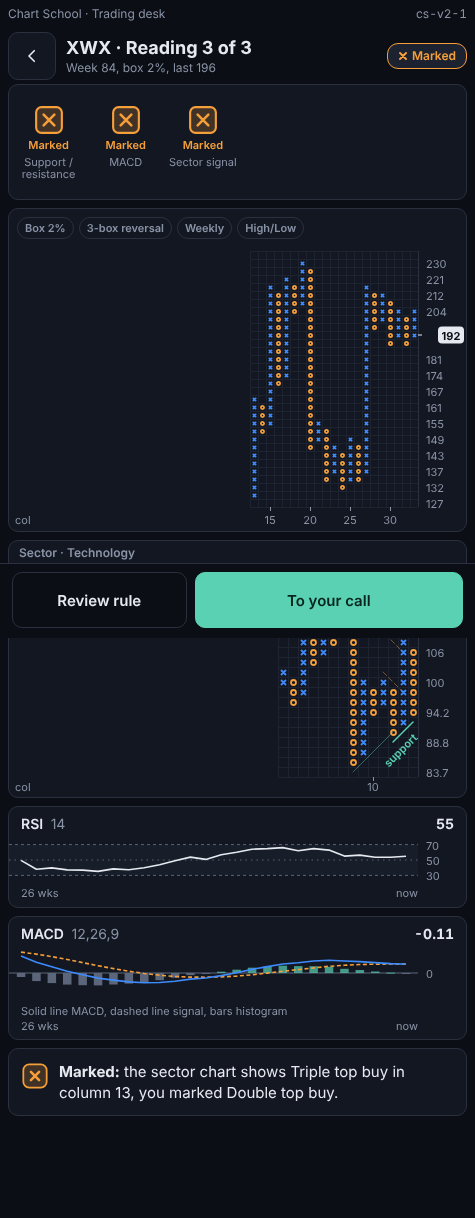 Chart School · Trading desk
cs-v2-1
XWX · Reading 3 of 3
Week 84, box 2%, last 196
Marked
Marked
Marked
Marked
Support / resistance
MACD
Sector signal
Box 2%
3-box reversal
Weekly
High/Low
230
221
212
204
192
181
174
167
161
155
149
143
137
132
127
col
15
20
25
30
Sector · Technology
Review rule
To your call
106
100
94.2
88.8
83.7
support
col
10
RSI 14
55
70
50
30
26 wks
now
MACD 12,26,9
-0.11
0
Solid line MACD, dashed line signal, bars histogram
26 wks
now
Marked: the sector chart shows Triple top buy in
column 13, you marked Double top buy.